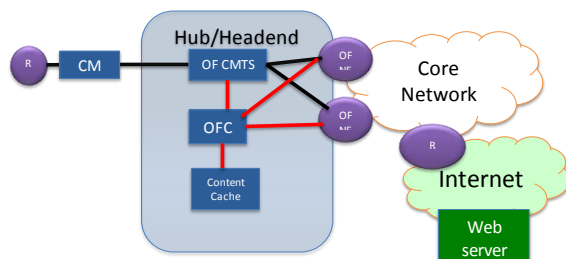 Hub/Headend
R
CM
OF CMTS
OF
Core
Network
OFC
OF
R
Content
Cache
Internet
Web
server